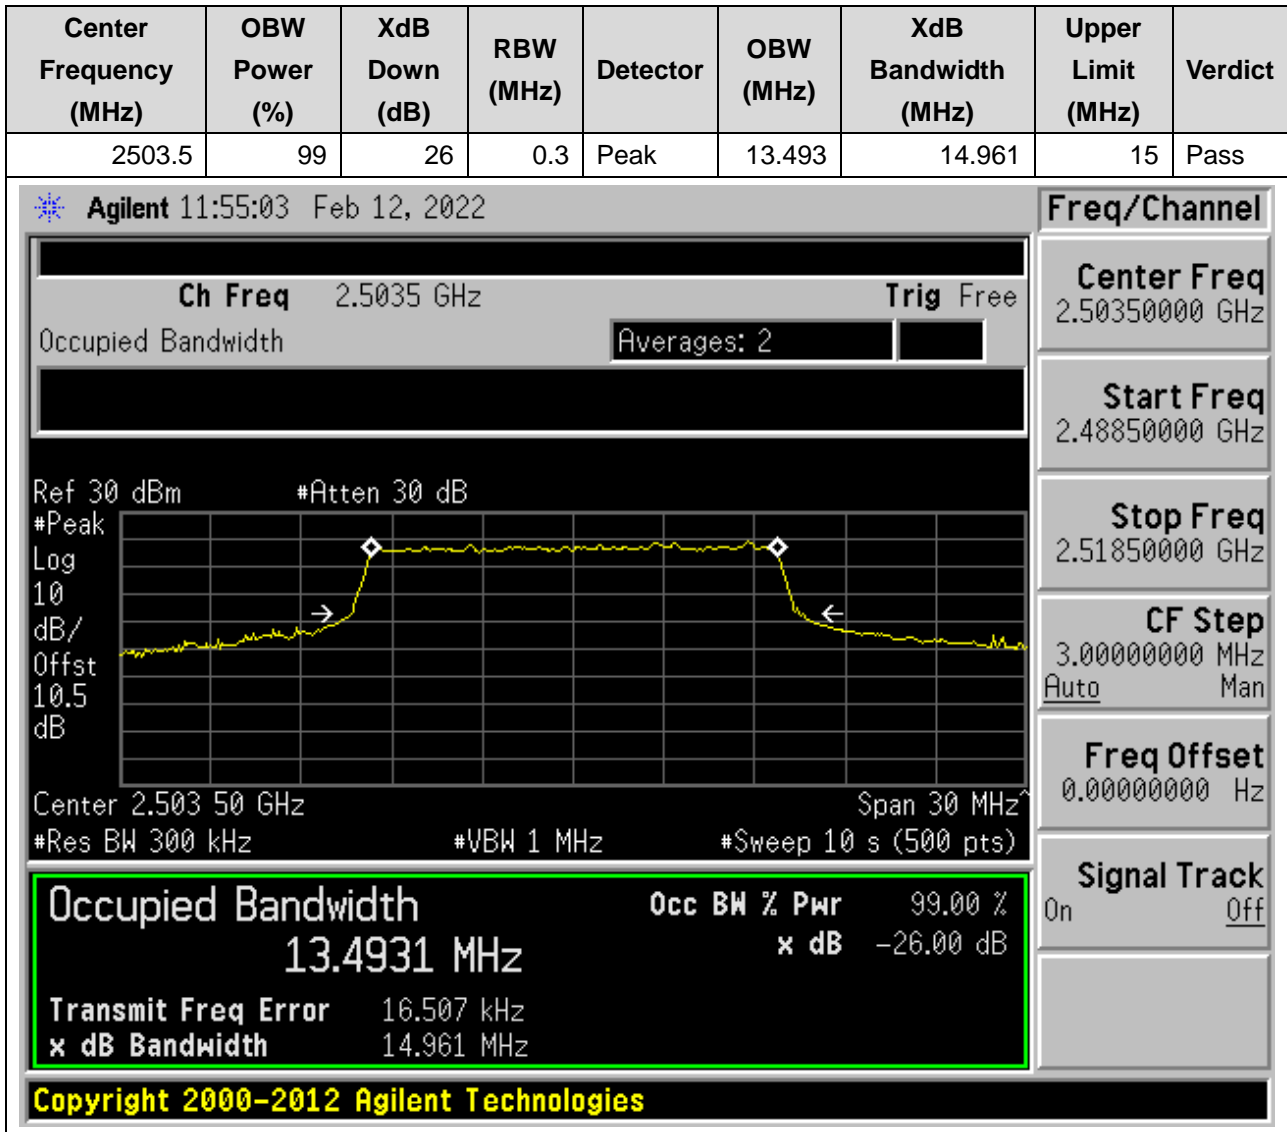 Center Frequency (MHz) OBW Power (%) XdB Down (dB) RBW (MHz) Detector OBW (MHz) XdB Bandwidth (MHz) Upper Limit (MHz) Verdict
2503.5 99 26 0.3 Peak 13.493 14.961 15 Pass
Agilent 11:55:03 Feb 12, 2022
Freq/Channel
Ch Freq 2.5035 GHz Trig Free
Occupied Bandwidth Averages: 2
Center Freq
2.50350000 GHz
Start Freq
2.48850000 GHz
Stop Freq
2.51850000 GHz
CF Step
3.00000000 MHz
Auto Man
Freq Offset
0.00000000 Hz
Signal Track
On Off
Ref 30 dBm #Atten 30 dB
#Peak
Log
10
dB/
Offst
10.5
dB
Center 2.503 50 GHz Span 30 MHz^
#Res BW 300 kHz #VBW 1 MHz #Sweep 10 s (500 pts)
Occupied Bandwidth Occ BW % Pwr 99.00 %
13.4931 MHz x dB -26.00 dB
Transmit Freq Error 16.507 kHz
x dB Bandwidth 14.961 MHz
Copyright 2000-2012 Agilent Technologies